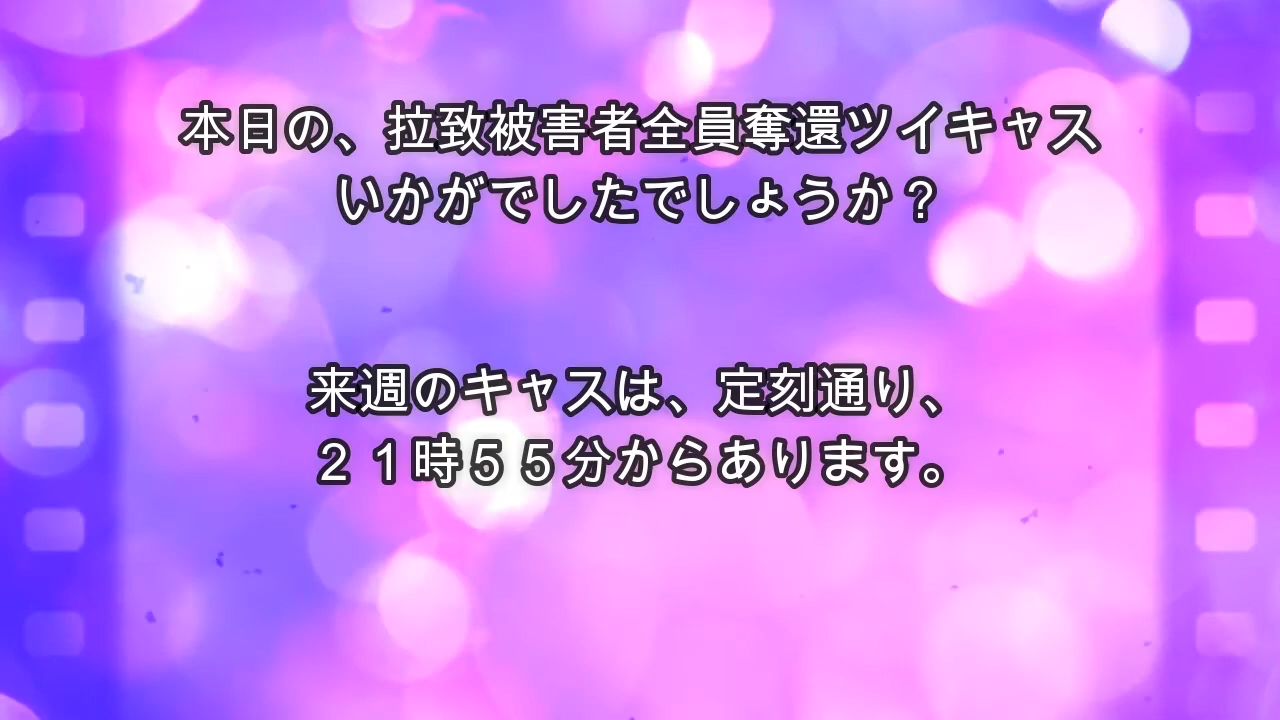 本日の、拉致被害者全員奪還ツイキャス
いかがでしたでしょうか？
来週のキャスは、定刻通り、
２１時５５分からあります。